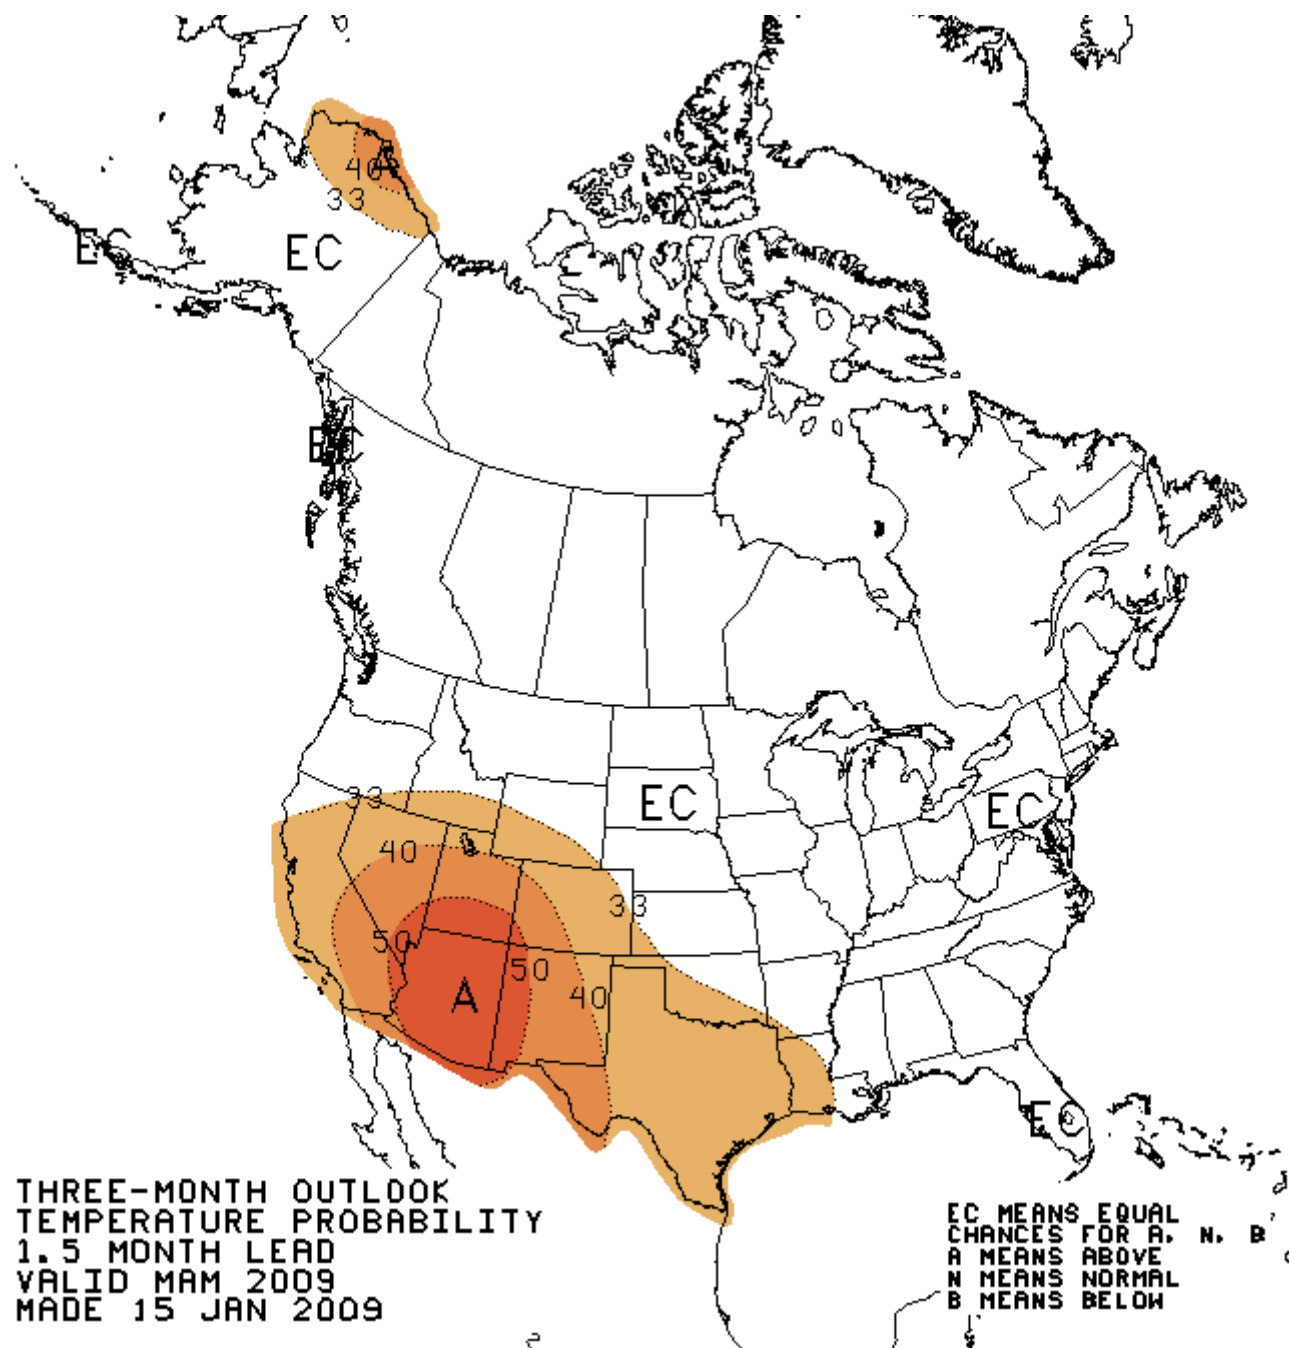 40 A
33
EC
EC
EC
33
EC
EC
40
33
50
50
A
40
EC
THREE-MONTH OUTLOOK
TEMPERATURE PROBABILITY
1.5 MONTH LEAD
VALID MAM 2009
MADE 15 JAN 2009
EC MEANS EQUAL
CHANCES FOR A, N, B
A MEANS ABOVE
N MEANS NORMAL
B MEANS BELOW